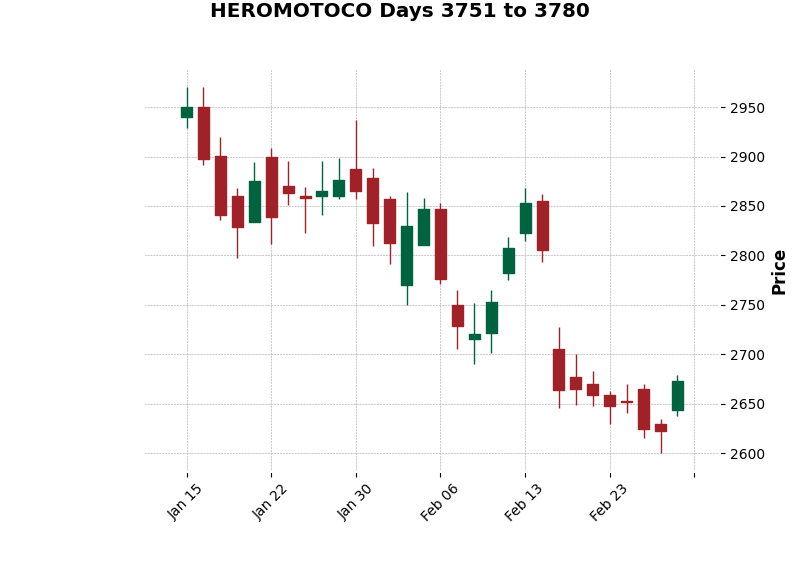 HEROMOTOCO Days 3751 to 3780
2950
2900
2850
2800
2750
2700
2650
2600
Price
Jan 15
Jan 22
Jan 30
Feb 06
Feb 13
Feb 23